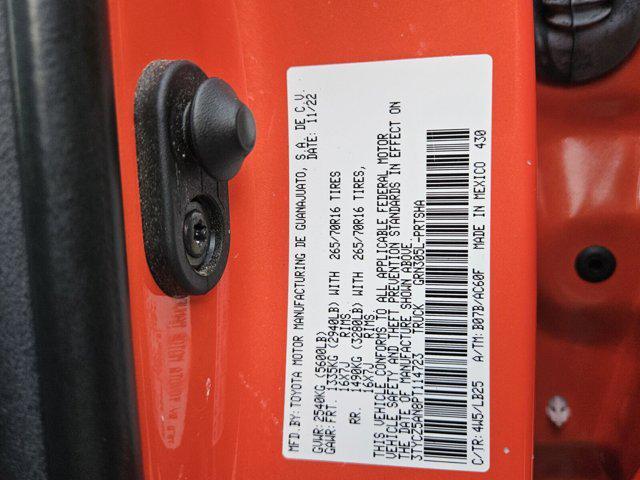 MFD.BY:TOYOTA MOTOR MANUFACTURING DE GUANAJUATO, S.A. DE C.V.
DATE: 11/22
GVWR: 2540KG (5600LB)
GAWR: FRT. 1335KG (2940LB) WITH 265/70R16 TIRES
16X7J RIMS,
RR. 1490KG (3280LB) WITH 265/70R16 TIRES,
16X7J RIMS.
THIS VEHICLE CONFORMS TO ALL APPLICABLE FEDERAL MOTOR
VEHICLE SAFETY AND THEFT PREVENTION STANDARDS IN EFFECT ON
THE DATE OF MANUFACTURE SHOWN ABOVE.
3TYCZ5AN8PT114723 TRUCK GRN305L-PRTSHA
C/TR:4W5/LB25 A/TM:B07B/AC60F MADE IN MEXICO 430